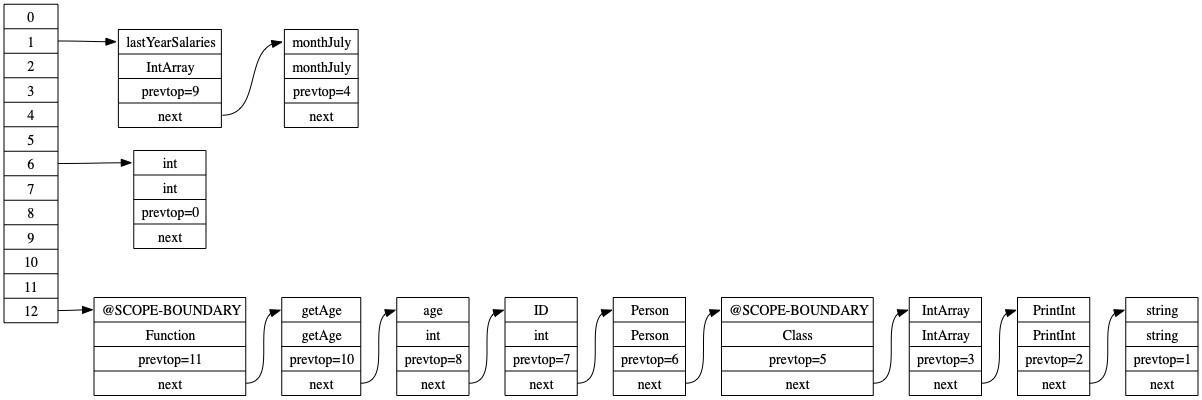 0
1
2
3
4
5
6
7
8
9
10
11
12
lastYearSalaries
IntArray
prevtop=9
next
monthJuly
monthJuly
prevtop=4
next
int
int
prevtop=0
next
@SCOPE-BOUNDARY
Function
prevtop=11
next
getAge
getAge
prevtop=10
next
age
int
prevtop=8
next
ID
int
prevtop=7
next
Person
Person
prevtop=6
next
@SCOPE-BOUNDARY
Class
prevtop=5
next
IntArray
IntArray
prevtop=3
next
PrintInt
PrintInt
prevtop=2
next
string
string
prevtop=1
next